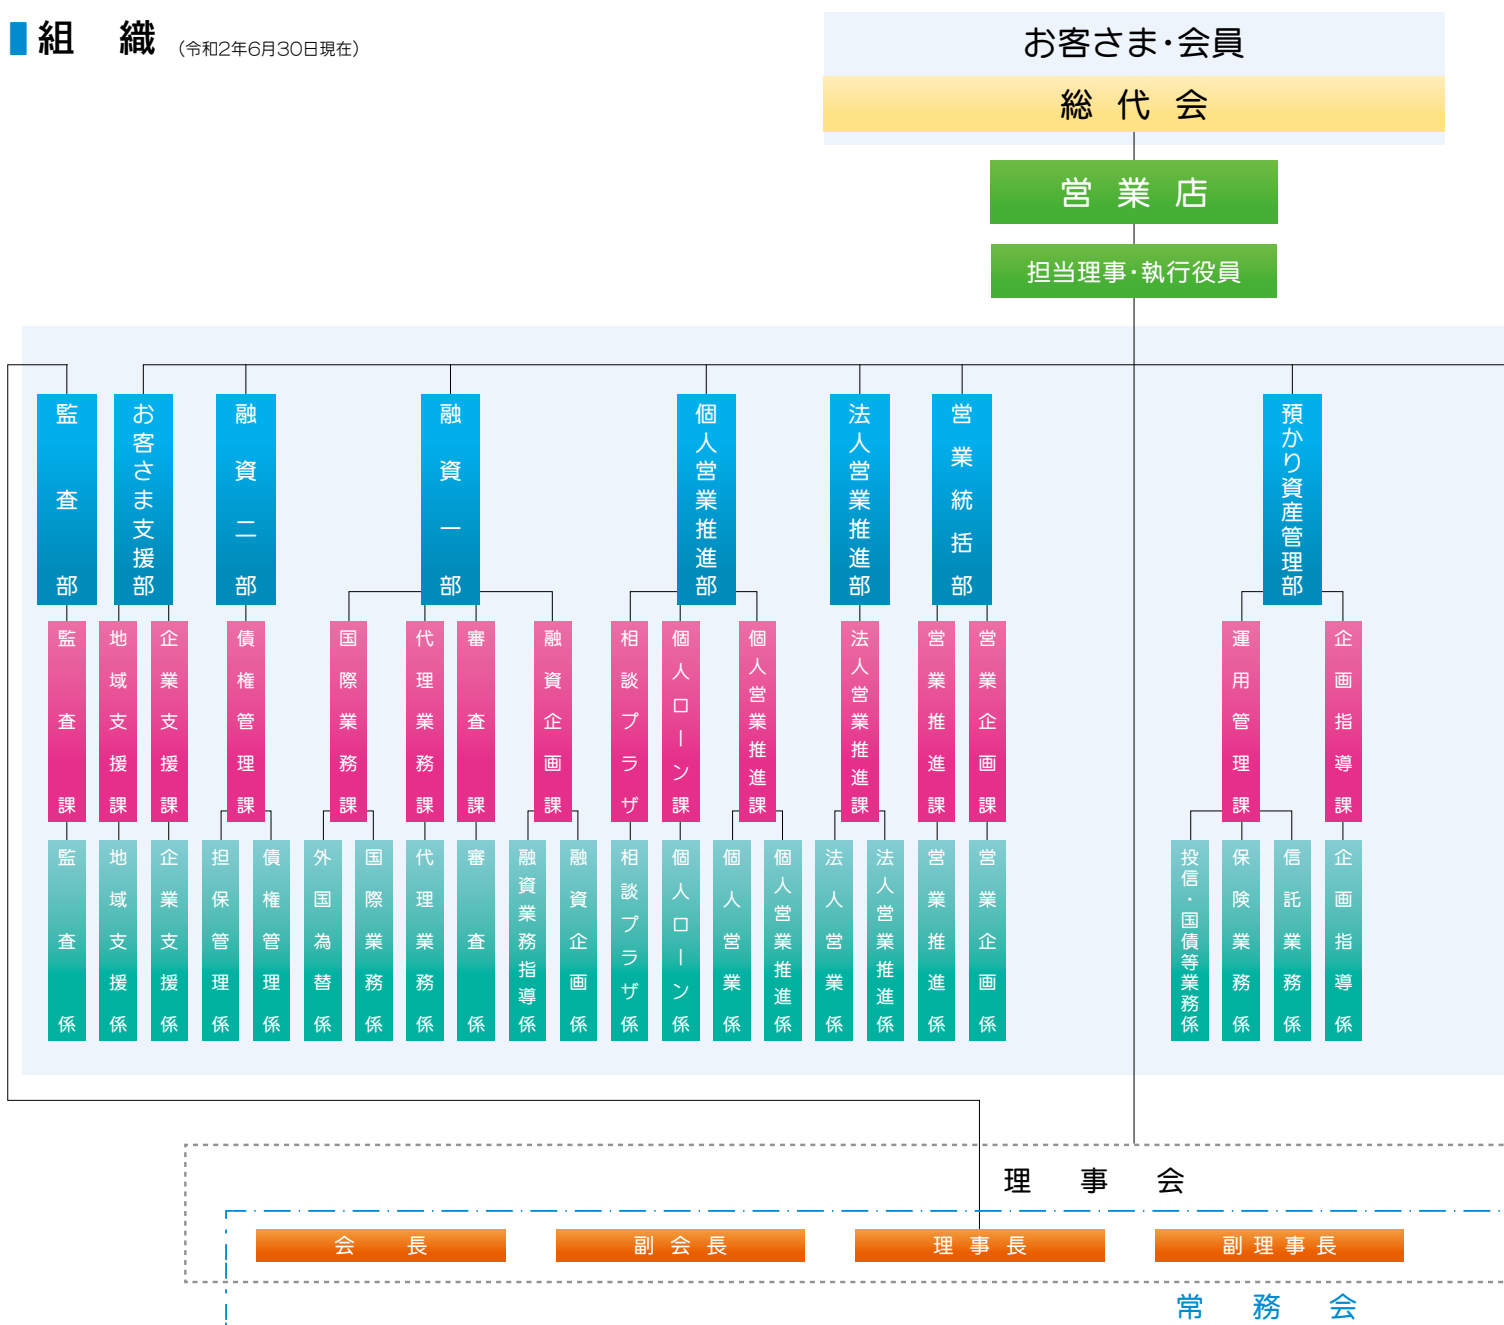 組 織 (令和2年6月30日現在)
お客さま・会員
総代会
営業店
担当理事・執行役員
監査部
お客さま支援部
融資二部
融資一部
個人営業推進部
法人営業推進部
営業統括部
預かり資産管理部
監査課
地域支援課
企業支援課
債権管理課
国際業務課
代理業務課
審査課
融資企画課
相談プラザ
個人ローン課
個人営業推進課
法人営業推進課
営業推進課
営業企画課
運用管理課
企画指導課
監査係
地域支援係
企業支援係
担保管理係
債権管理係
外国為替係
国際業務係
代理業務係
審査係
融資業務指導係
融資企画係
相談プラザ係
個人ローン係
個人営業係
個人営業推進係
法人営業係
法人営業推進係
営業推進係
営業企画係
投信・国債等業務係
保険業務係
信託業務係
企画指導係
理事会
会長
副会長
理事長
副理事長
常務会